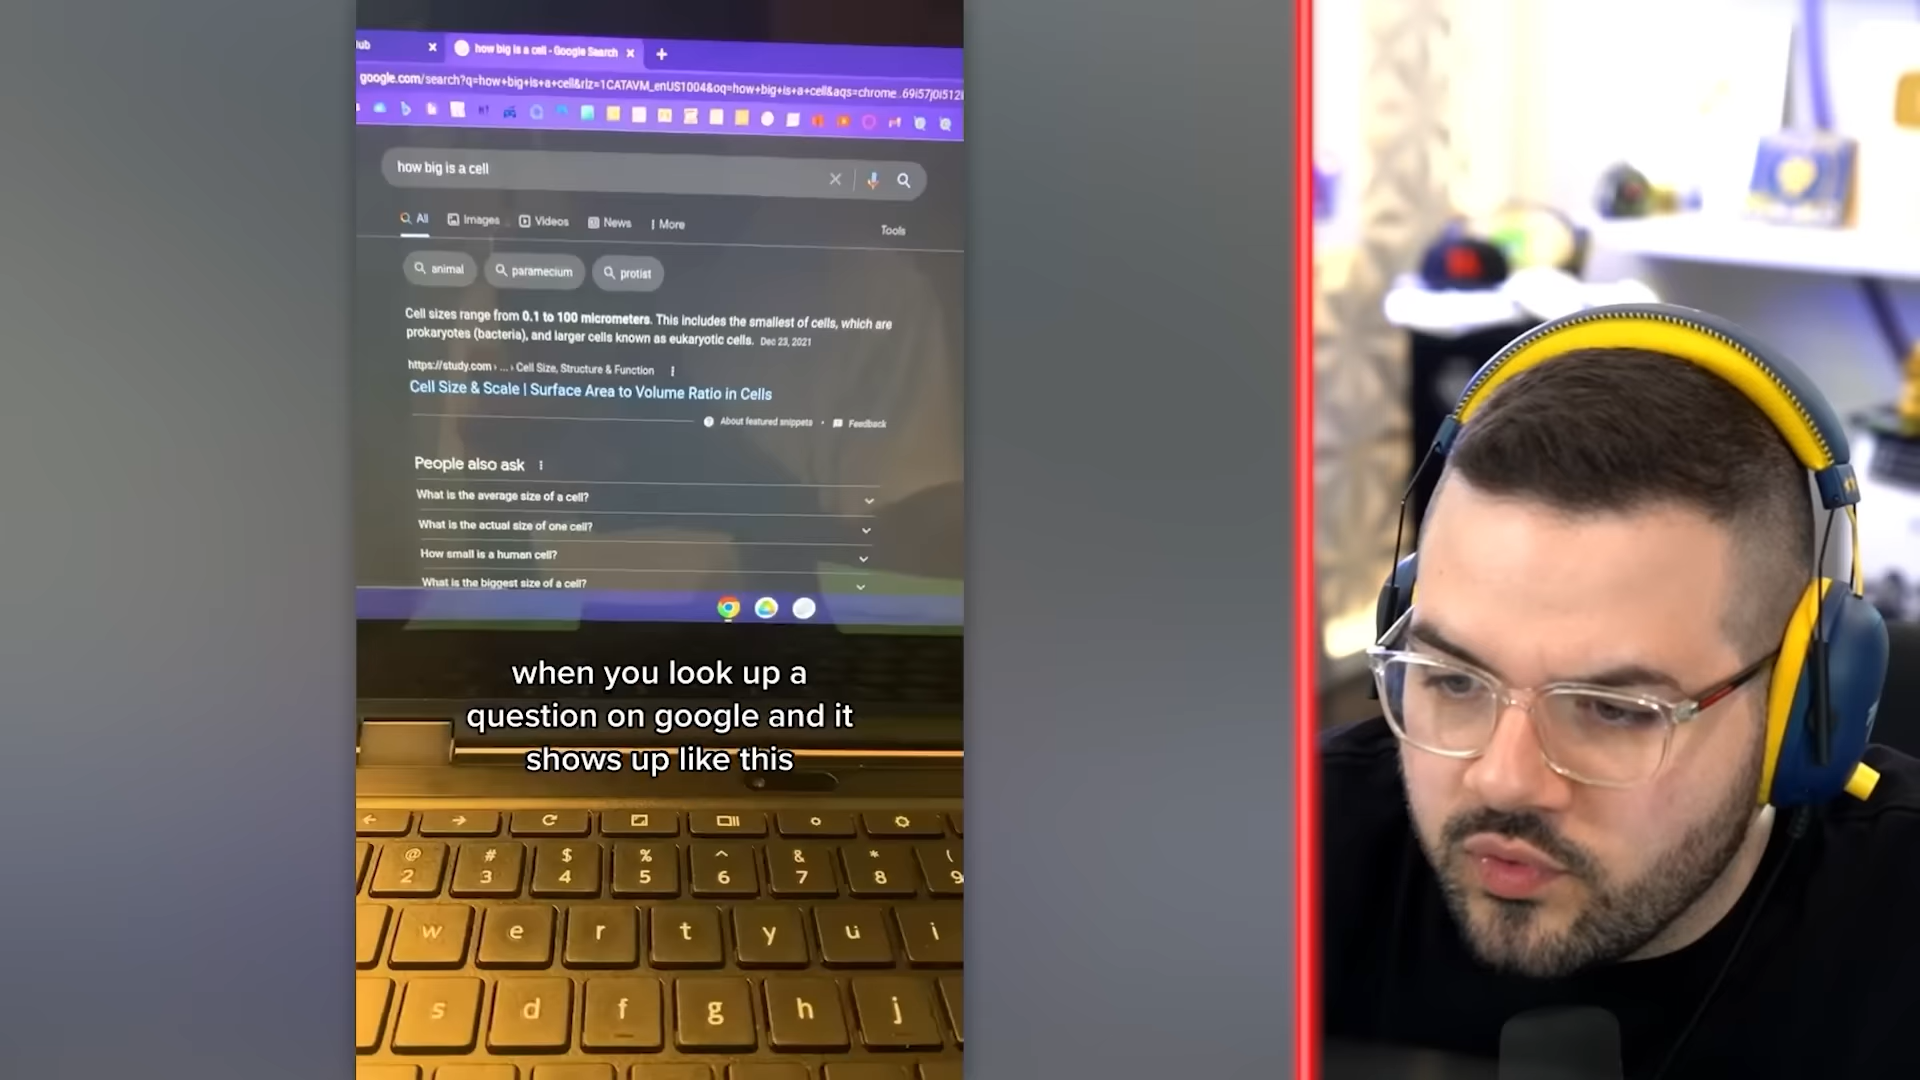 lub
how big is a cell - Google Search
google.com/search?q=how+big+is+a+cell&rlz=1CATAVM_enUS1004&oq=how+big+is+a+cell&aqs=chrome..69i57j0i512l
how big is a cell
All Images Videos News More Tools
animal paramecium protist
Cell sizes range from 0.1 to 100 micrometers. This includes the smallest of cells, which are
prokaryotes (bacteria), and larger cells known as eukaryotic cells. Dec 23, 2021
https://study.com › ... › Cell Size, Structure & Function
Cell Size & Scale | Surface Area to Volume Ratio in Cells
About featured snippets • Feedback
People also ask
What is the average size of a cell?
What is the actual size of one cell?
How small is a human cell?
What is the biggest size of a cell?
when you look up a
question on google and it
shows up like this
@ # $ % ^ & * (
2 3 4 5 6 7 8 9
w e r t y u i
s d f g h j